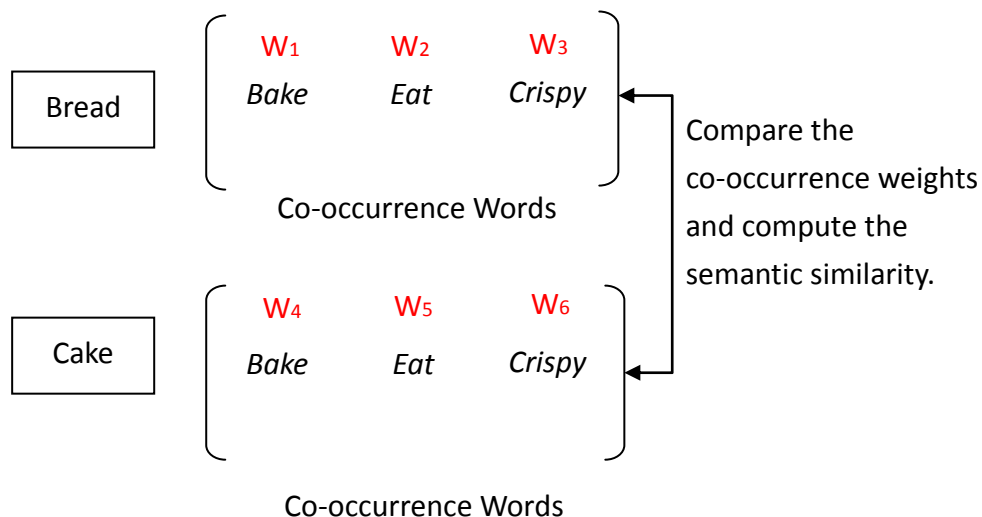 W1 W2 W3
Bread
Bake Eat Crispy
Co-occurrence Words
Compare the
co-occurrence weights
and compute the
semantic similarity.
W4 W5 W6
Cake
Bake Eat Crispy
Co-occurrence Words